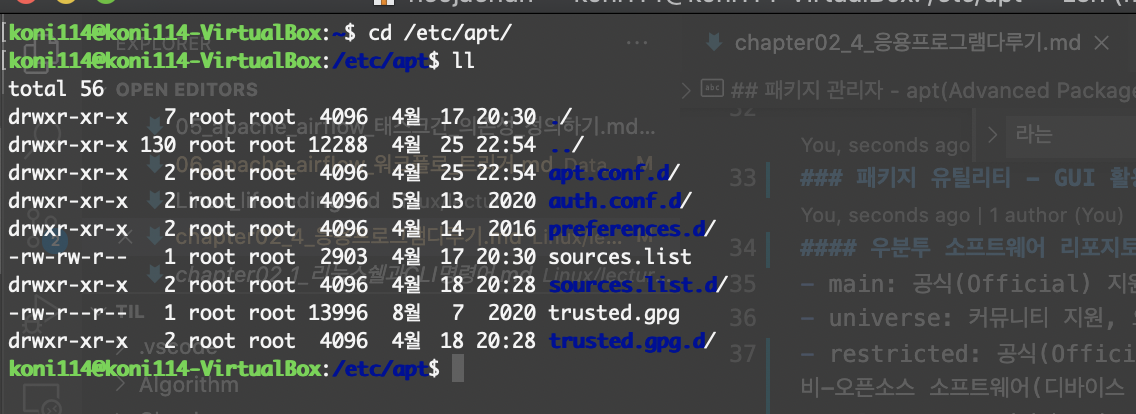 koni114@koni114-VirtualBox:~$ cd /etc/apt/
koni114@koni114-VirtualBox:/etc/apt$ ll
total 56
drwxr-xr-x   7 root root  4096  4월  17 20:30 ./
drwxr-xr-x 130 root root 12288  4월  25 22:54 ../
drwxr-xr-x   2 root root  4096  4월  25 22:54 apt.conf.d/
drwxr-xr-x   2 root root  4096  5월  13  2020 auth.conf.d/
drwxr-xr-x   2 root root  4096  4월  14  2016 preferences.d/
-rw-rw-r--   1 root root  2903  4월  17 20:30 sources.list
drwxr-xr-x   2 root root  4096  4월  18 20:28 sources.list.d/
-rw-r--r--   1 root root 13996  8월   7  2020 trusted.gpg
drwxr-xr-x   2 root root  4096  4월  18 20:28 trusted.gpg.d/
koni114@koni114-VirtualBox:/etc/apt$
EXPLORER
OPEN EDITORS
05_apache_airflow_태스크간_의존성_정의하기.md...
06_apache_airflow_워크플로_트리거.md Data... M
chapter02_4_응용프로그램다루기.md Linux/le... M
chapter02_1_리눅스쉘과CLI명령어.md Linux/lectur...
2
TIL
.vscode
Algorithm
chapter02_4_응용프로그램다루기.md
## 패키지 관리자 - apt(Advanced Package
32
라는
You, seconds ago
33 ### 패키지 유틸리티 - GUI 활용
You, seconds ago | 1 author (You)
34 #### 우분투 소프트웨어 리포지토
35 - main: 공식(Official) 지원
36 - universe: 커뮤니티 지원,
37 - restricted: 공식(Offici
비-오픈소스 소프트웨어(디바이스